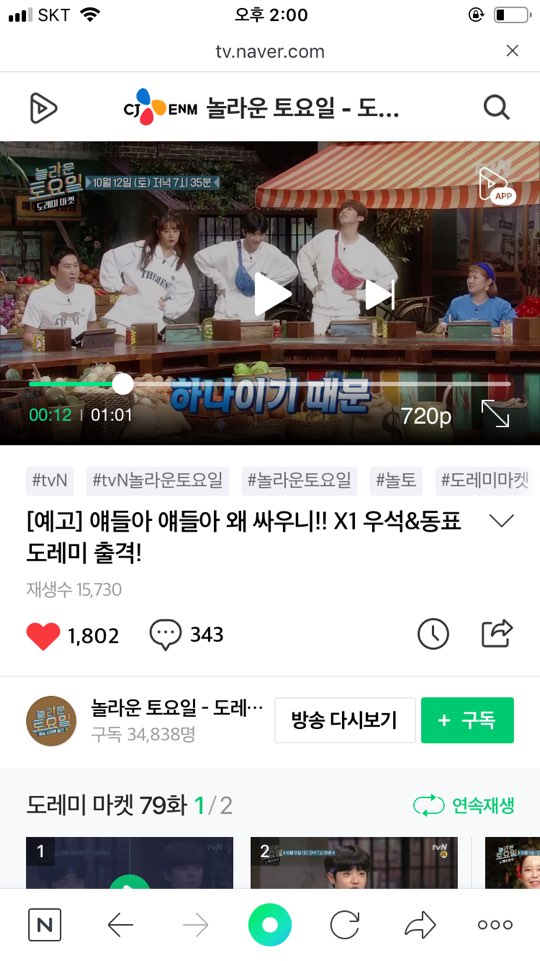 SKT 오후 2:00
tv.naver.com
CJ ENM 놀라운 토요일 - 도...
놀라운
토요일
도레미 마켓
10월 12일 (토) 저녁 7시 35분
APP
THERE'S
하나이기 때문
00:12 | 01:01
720p
#tvN #tvN놀라운토요일 #놀라운토요일 #놀토 #도레미마켓
[예고] 얘들아 얘들아 왜 싸우니!! X1 우석&동표
도레미 출격!
재생수 15,730
1,802 343
놀라운 토요일 - 도레...
구독 34,838명
방송 다시보기
+ 구독
도레미 마켓 79화 1/2
연속재생
1
tvN
2
tvN
N